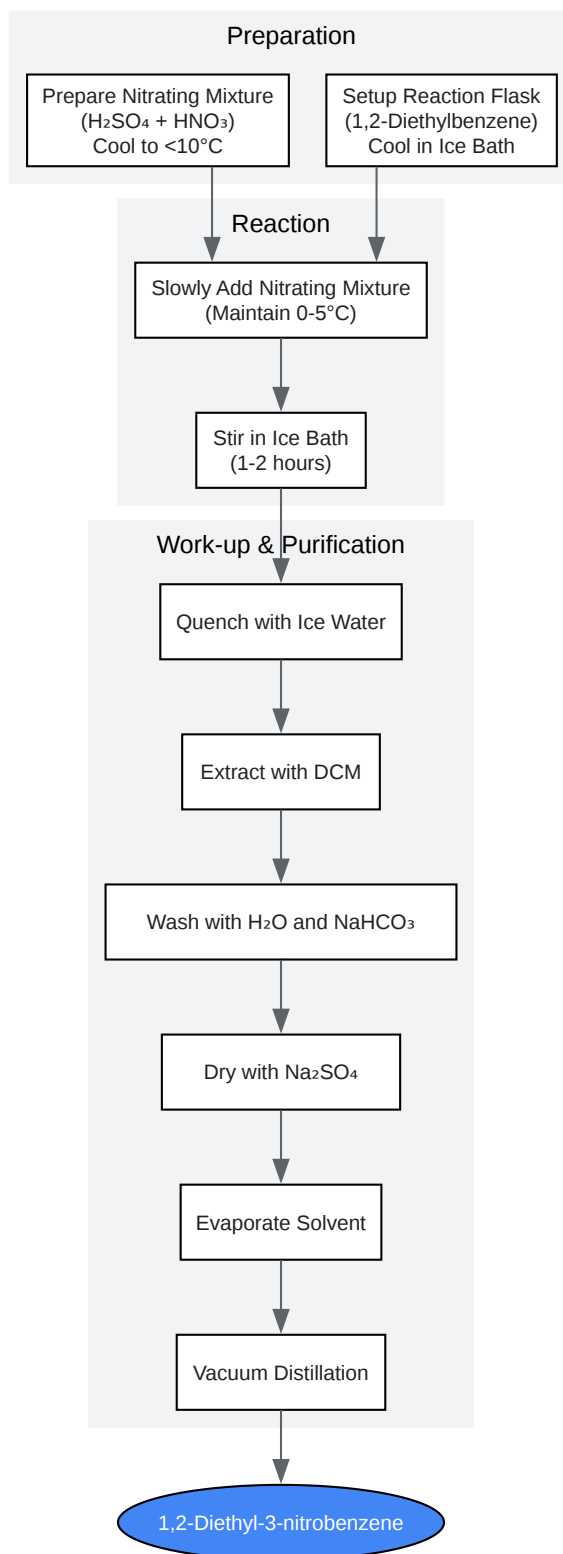 Preparation
Prepare Nitrating Mixture
(H₂SO₄ + HNO₃)
Cool to <10°C
Setup Reaction Flask
(1,2-Diethylbenzene)
Cool in Ice Bath
Reaction
Slowly Add Nitrating Mixture
(Maintain 0-5°C)
Stir in Ice Bath
(1-2 hours)
Work-up & Purification
Quench with Ice Water
Extract with DCM
Wash with H₂O and NaHCO₃
Dry with Na₂SO₄
Evaporate Solvent
Vacuum Distillation
1,2-Diethyl-3-nitrobenzene